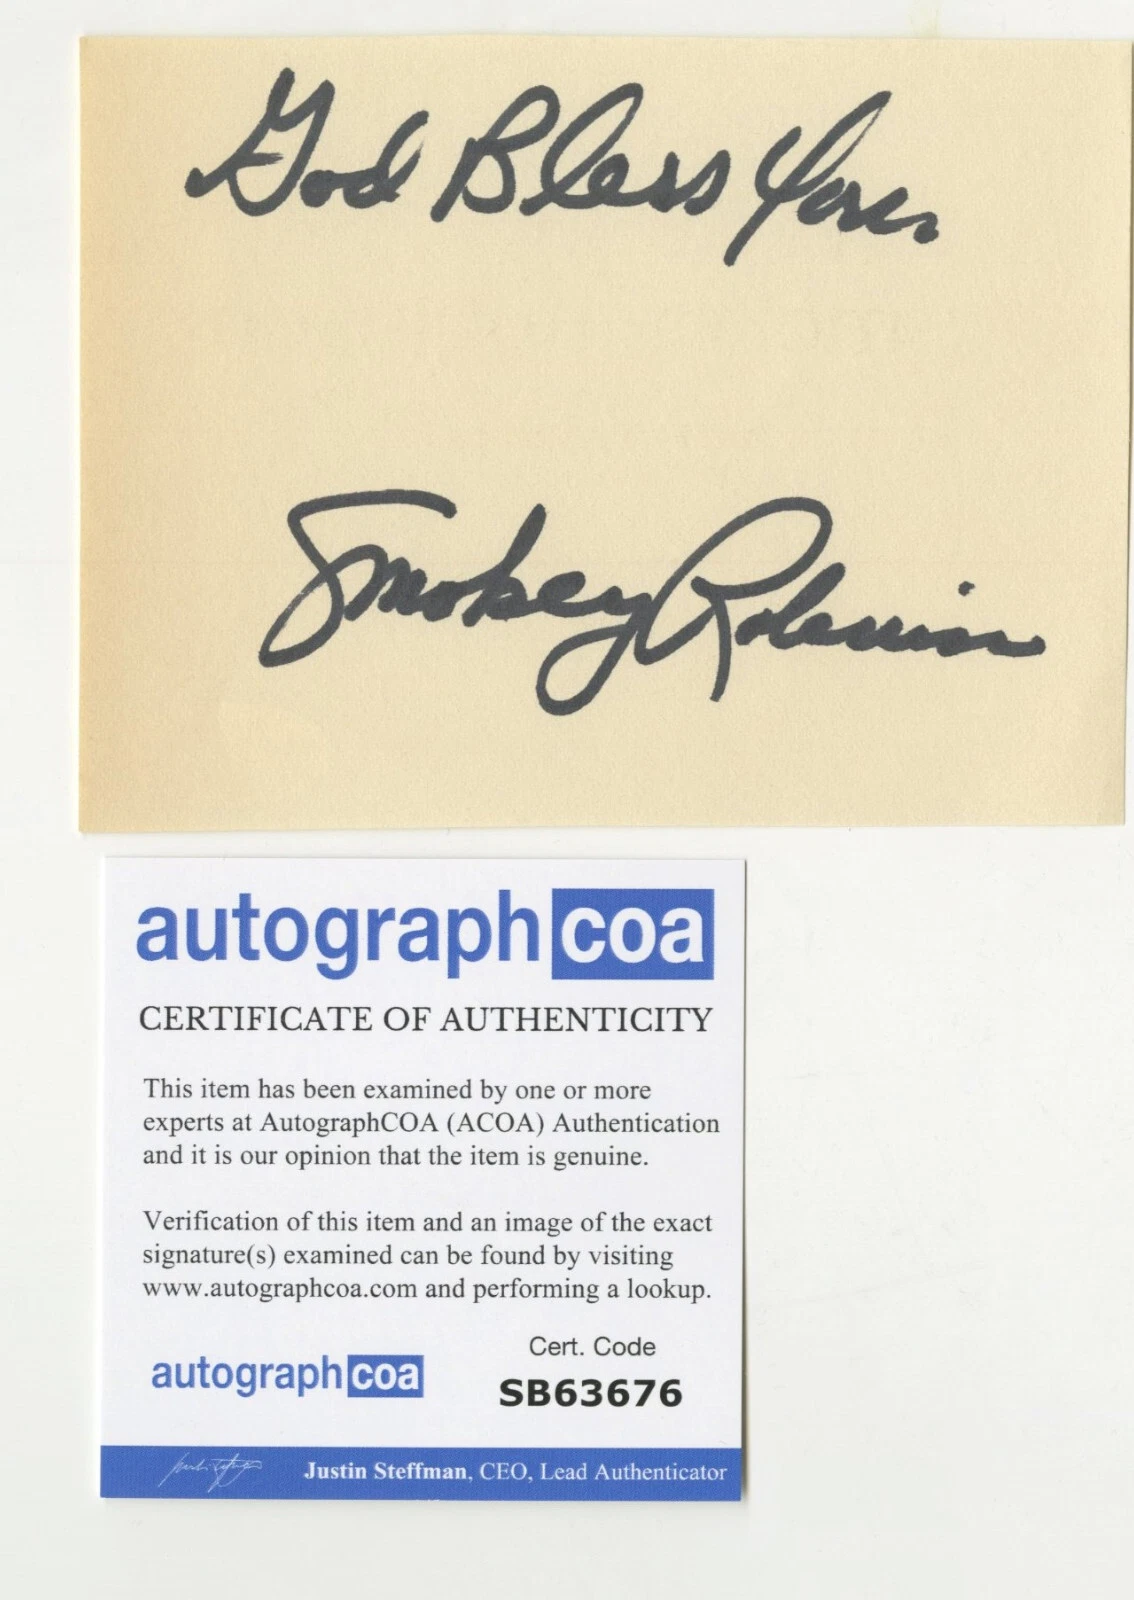 God Bless You
Smokey Robinson
autographcoa
CERTIFICATE OF AUTHENTICITY
This item has been examined by one or more
experts at AutographCOA (ACOA) Authentication
and it is our opinion that the item is genuine.
Verification of this item and an image of the exact
signature(s) examined can be found by visiting
www.autographcoa.com and performing a lookup.
autographcoa
Cert. Code
SB63676
Justin Steffman, CEO, Lead Authenticator